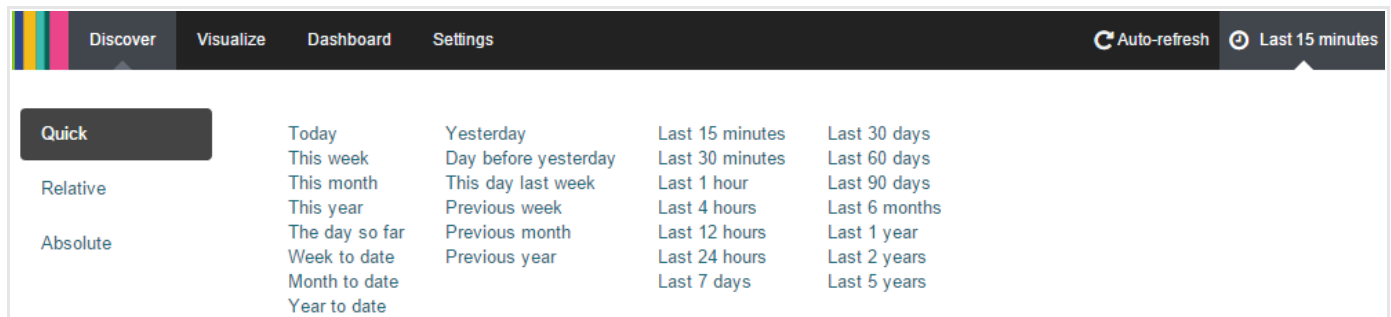 Discover Visualize Dashboard Settings Auto-refresh Last 15 minutes
Quick
Relative
Absolute
Today
This week
This month
This year
The day so far
Week to date
Month to date
Year to date
Yesterday
Day before yesterday
This day last week
Previous week
Previous month
Previous year
Last 15 minutes
Last 30 minutes
Last 1 hour
Last 4 hours
Last 12 hours
Last 24 hours
Last 7 days
Last 30 days
Last 60 days
Last 90 days
Last 6 months
Last 1 year
Last 2 years
Last 5 years